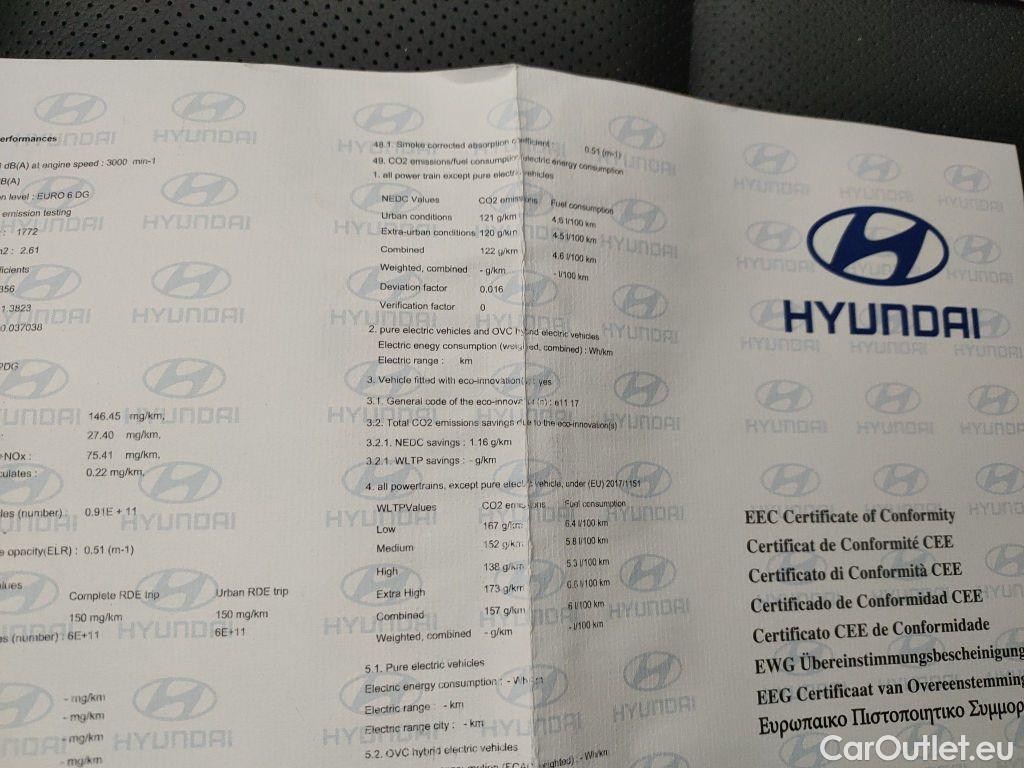 erformances
dB(A) at engine speed : 3000 min-1
B(A)
n level : EURO 6 DG
emission testing
: 1772
n2 : 2.61
icients
356
1.3823
0.037038
DG
146.45 mg/km,
: 27.40 mg/km,
NOx : 75.41 mg/km,
culates : 0.22 mg/km,
les (number) : 0.91E + 11
e opacity(ELR) : 0.51 (m-1)
alues
Complete RDE trip Urban RDE trip
150 mg/km 150 mg/km
es (number) : 6E+11 6E+11
- mg/km
- mg/km
- mg/km
- mg/km
48.1. Smoke corrected absorption coefficient : 0.51 (m-1)
49. CO2 emissions/fuel consumption/electric energy consumption
1. all power train except pure electric vehicles
NEDC Values CO2 emissions Fuel consumption
Urban conditions 121 g/km 4.6 l/100 km
Extra-urban conditions 120 g/km 4.5 l/100 km
Combined 122 g/km 4.6 l/100 km
Weighted, combined - g/km - l/100 km
Deviation factor 0.016
Verification factor 0
2. pure electric vehicles and OVC hybrid electric vehicles
Electric enegy consumption (weighted, combined) : Wh/km
Electric range : km
3. Vehicle fitted with eco-innovation(s) : yes
3.1. General code of the eco-innovation(s) : e11 17
3.2. Total CO2 emissions savings due to the eco-innovation(s)
3.2.1. NEDC savings : 1.16 g/km
3.2.1. WLTP savings : - g/km
4. all powertrains, except pure electric vehicle, under (EU) 2017/1151
WLTPValues CO2 emissions Fuel consumption
Low 167 g/km 6.4 l/100 km
Medium 152 g/km 5.8 l/100 km
High 138 g/km 5.3 l/100 km
Extra High 173 g/km 6.6 l/100 km
Combined 157 g/km 6 l/100 km
Weighted, combined - g/km - l/100 km
5.1. Pure electric vehicles
Electric energy consumption : - Wh/km
Electric range : - km
Electric range city : - km
5.2. OVC hybrid electric vehicles
HYUNDAI
EEC Certificate of Conformity
Certificat de Conformité CEE
Certificato di Conformità CEE
Certificado de Conformidad CEE
Certificato CEE de Conformidade
EWG Übereinstimmungsbescheinigung
EEG Certificaat van Overeenstemming
Ευρωπαικο Πιστοποιητικο Συμμορ
CarOutlet.eu